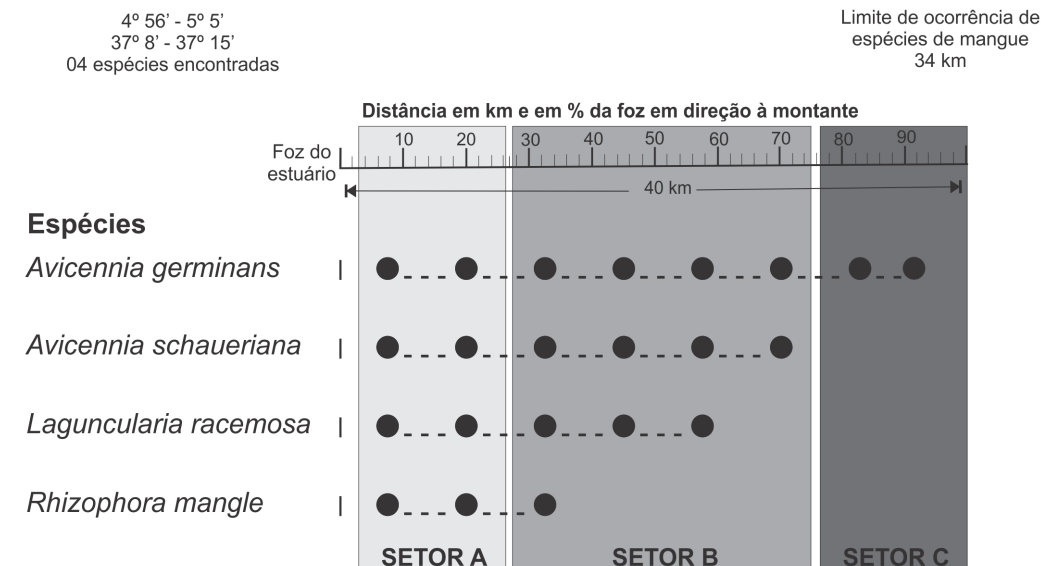 4º 56’ - 5º 5’
37º 8’ - 37º 15’
04 espécies encontradas
Limite de ocorrência de
espécies de mangue
34 km
Distância em km e em % da foz em direção à montante
10 20 30 40 50 60 70 80 90
Foz do
estuário
40 km
Espécies
Avicennia germinans
Avicennia schaueriana
Laguncularia racemosa
Rhizophora mangle
SETOR A SETOR B SETOR C